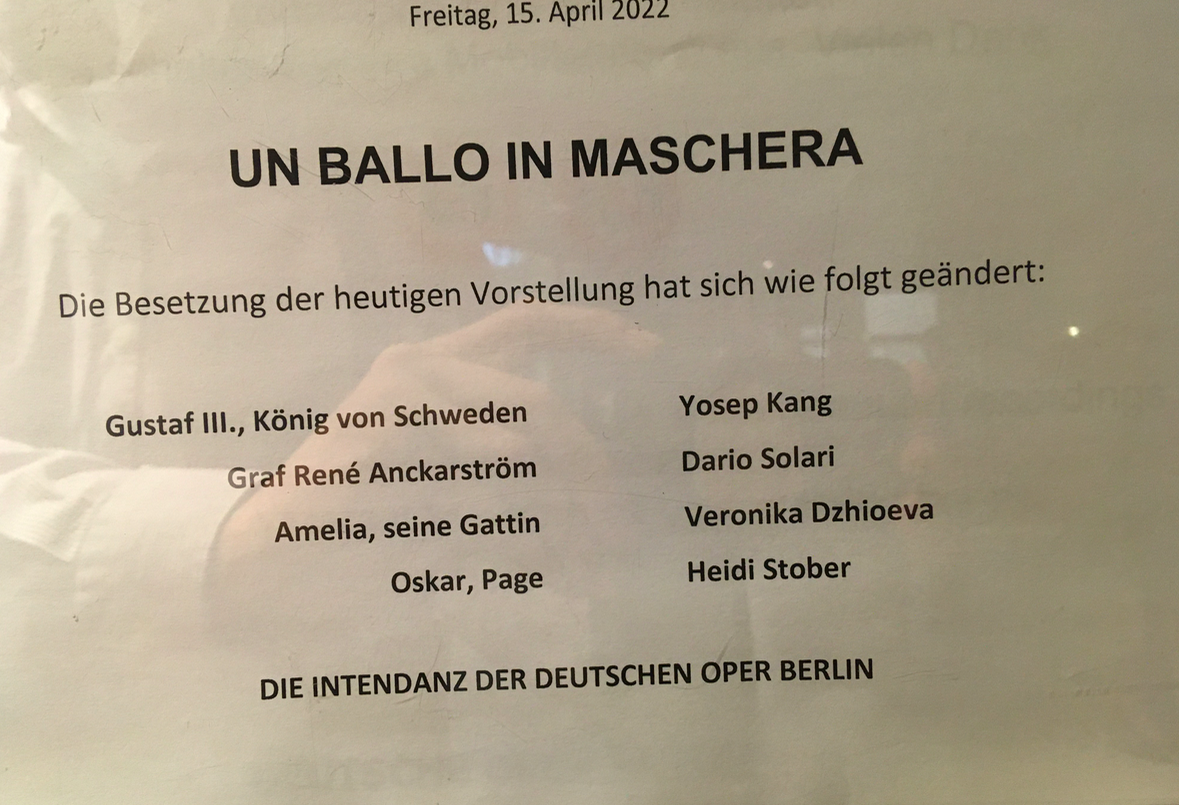 Freitag, 15. April 2022
UN BALLO IN MASCHERA
Die Besetzung der heutigen Vorstellung hat sich wie folgt geändert:
Gustaf III., König von Schweden Yosep Kang
Graf René Anckarström Dario Solari
Amelia, seine Gattin Veronika Dzhioeva
Oskar, Page Heidi Stober
DIE INTENDANZ DER DEUTSCHEN OPER BERLIN